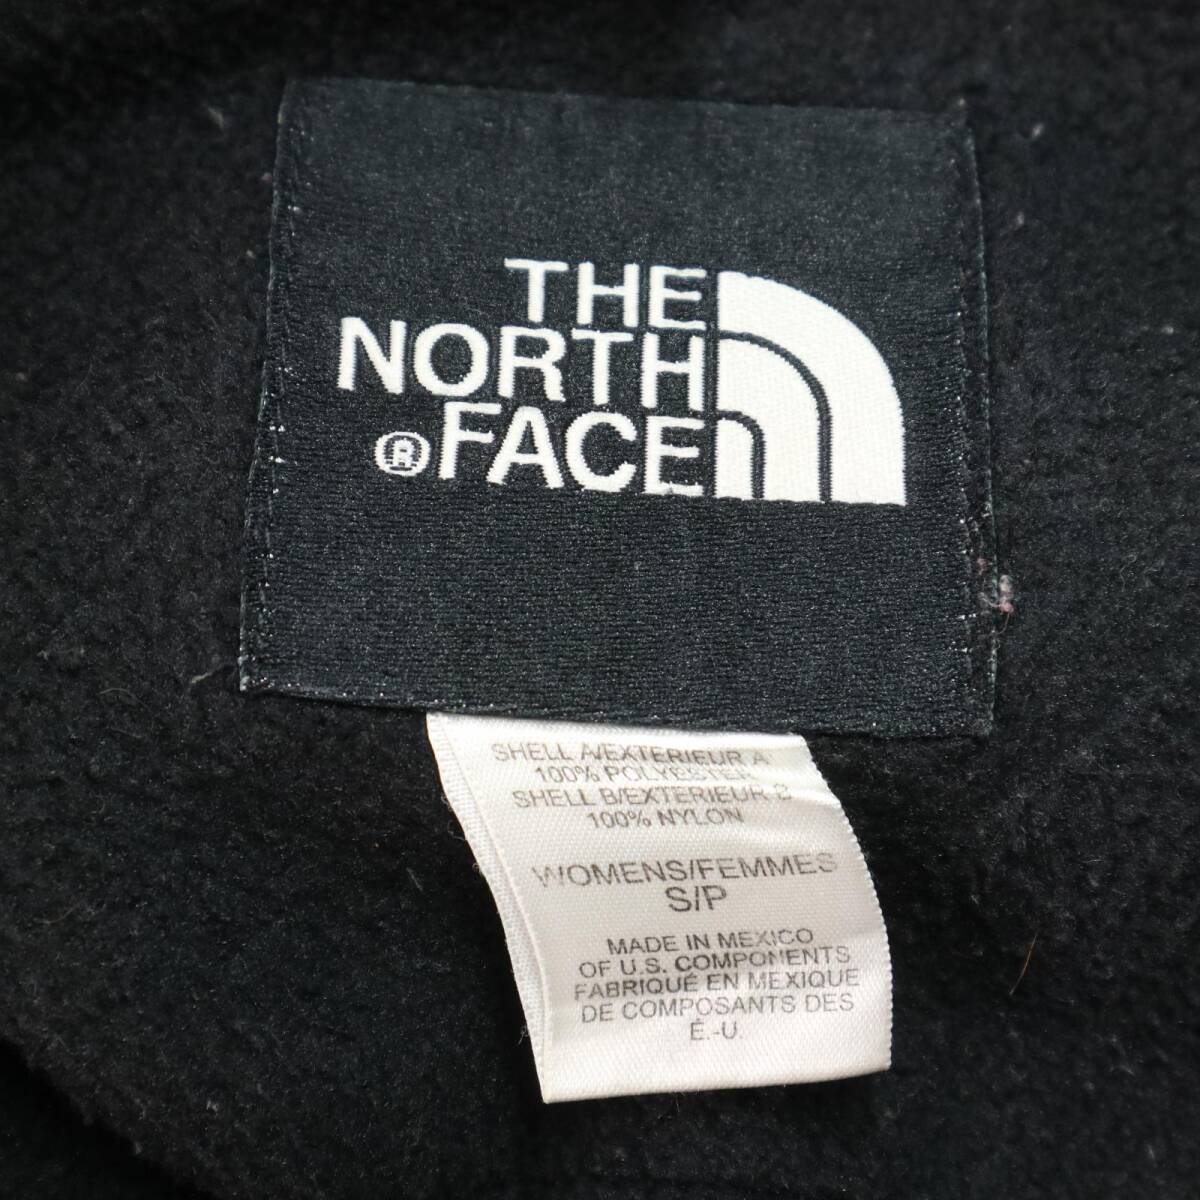 THE
NORTH
® FACE
SHELL A/EXTERIEUR A
100% POLYESTER
SHELL B/EXTERIEUR B
100% NYLON
WOMENS/FEMMES
S/P
MADE IN MEXICO
OF U.S. COMPONENTS
FABRIQUÉ EN MEXIQUE
DE COMPOSANTS DES
É.-U.